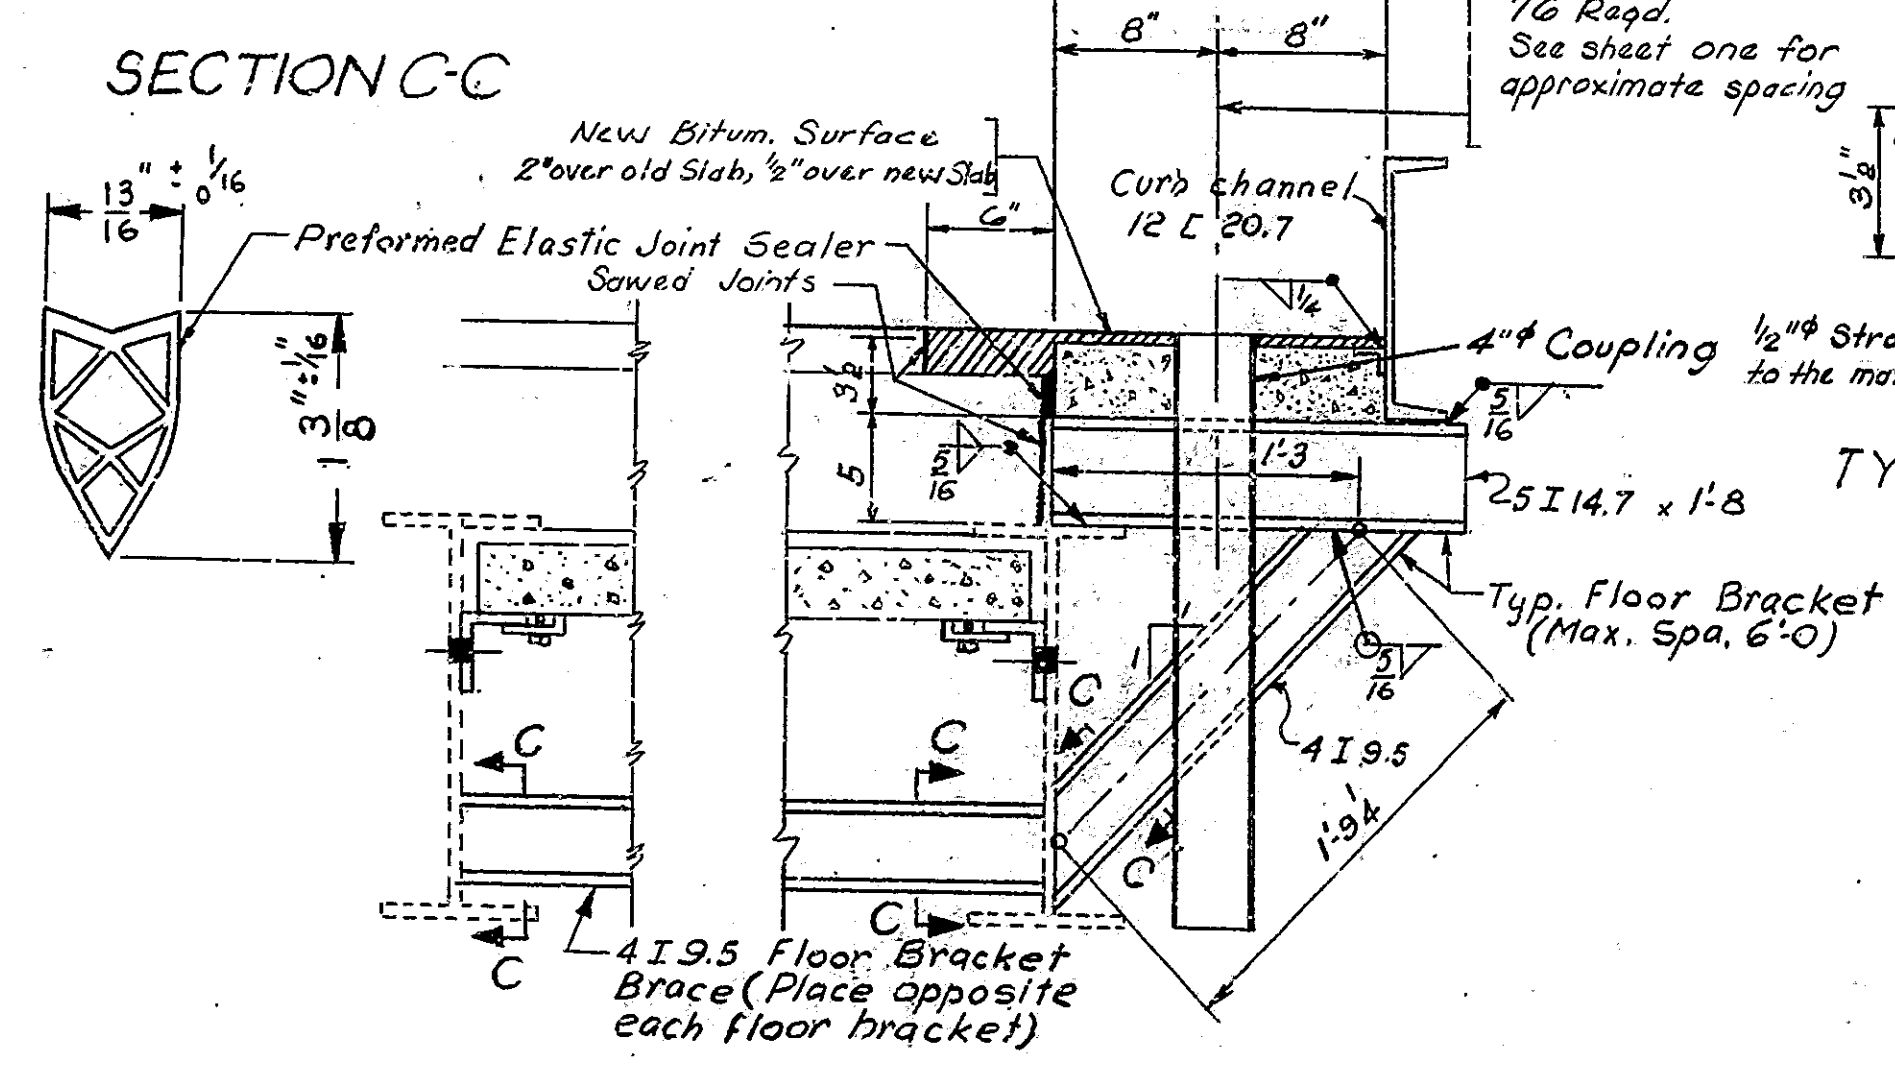 SECTION C-C
8"
8"
76 Reqd.
See sheet one for
approximate spacing
New Bitum. Surface
2" over old Slab, 1/2" over new Slab
13/16" + 1/16 - 0
Preformed Elastic Joint Sealer
Sawed Joints
6"
Curb channel
12 [ 20.7
3 1/2"
1/4
4"ϕ Coupling
1/2"ϕ
to the
1 3/8" ± 1/16
3 1/2
5
5/16
5/16
1'-3
TY
5 I 14.7 x 1'-8
Typ. Floor Bracket
(Max. Spa. 6'-0)
5/16
1
1
C
C
C
4 I 9.5
1'-9 1/4
C
C
C
4 I 9.5 Floor Bracket
Brace (Place opposite
each floor bracket)